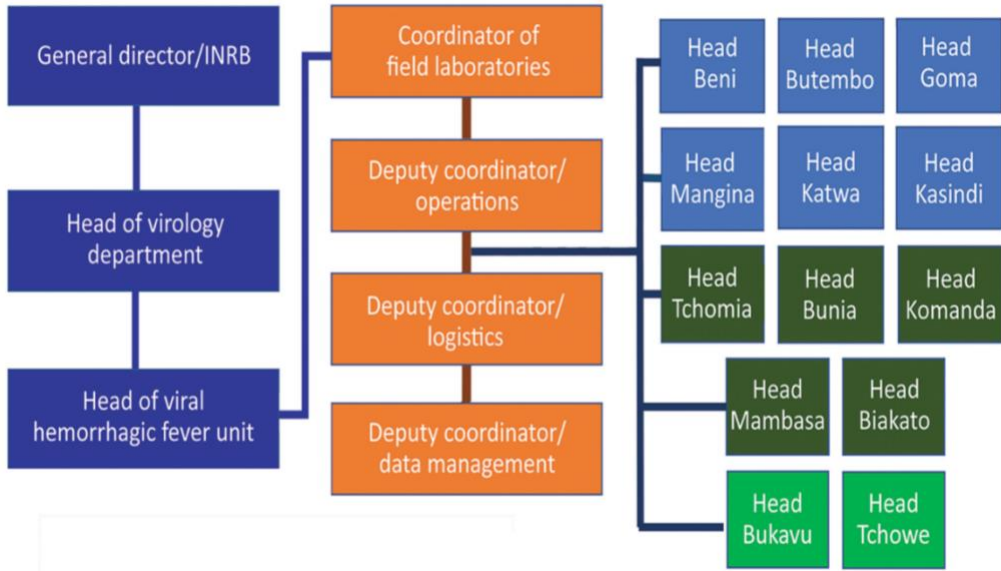 General director/INRB
Head of virology
department
Head of viral
hemorrhagic fever unit
Coordinator of
field laboratories
Deputy coordinator/
operations
Deputy coordinator/
logistics
Deputy coordinator/
data management
Head
Beni
Head
Butembo
Head
Goma
Head
Mangina
Head
Katwa
Head
Kasindi
Head
Tchomia
Head
Bunia
Head
Komanda
Head
Mambasa
Head
Biakato
Head
Bukavu
Head
Tchowe